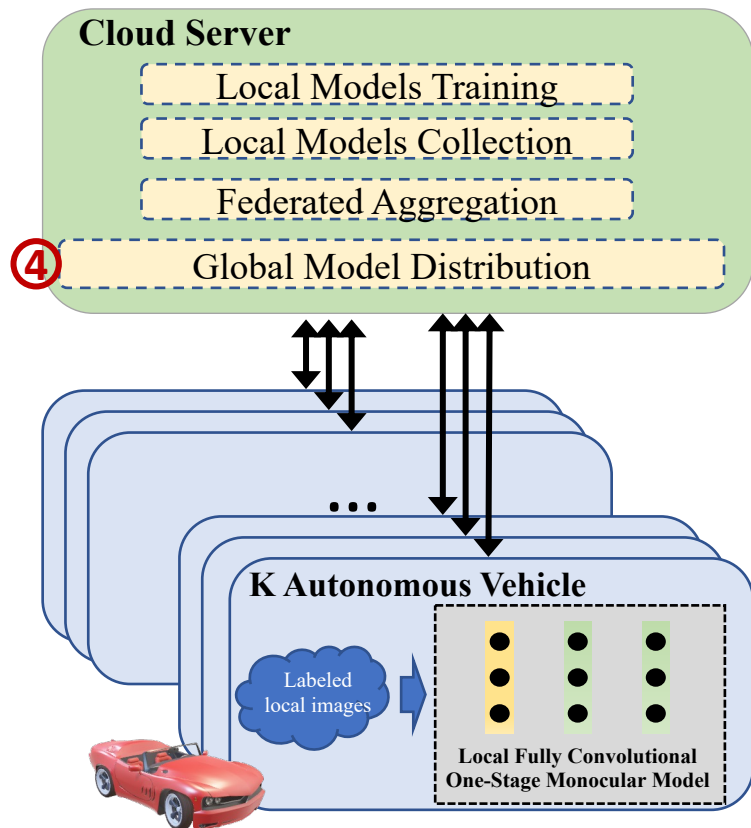 Cloud Server
Local Models Training
Local Models Collection
Federated Aggregation
④ Global Model Distribution
...
K Autonomous Vehicle
Labeled
local images
Local Fully Convolutional
One-Stage Monocular Model